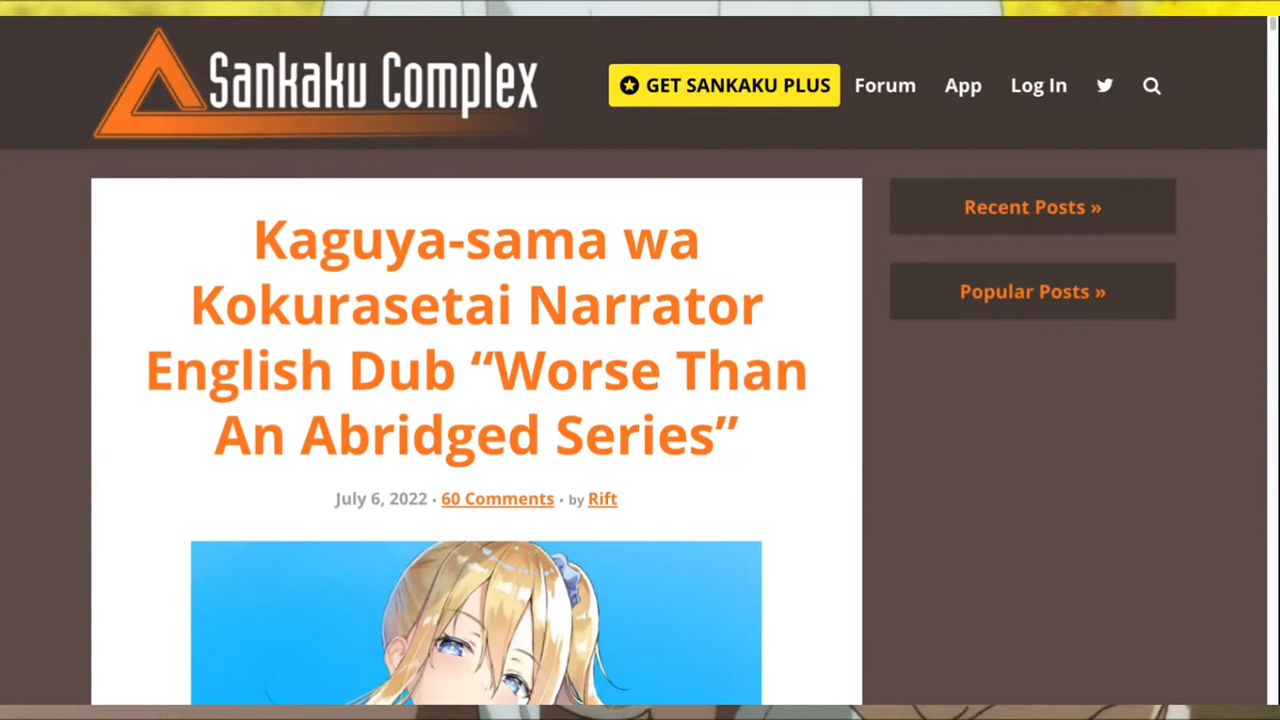 Sankaku Complex
GET SANKAKU PLUS Forum App Log In
Kaguya-sama wa
Kokurasetai Narrator
English Dub “Worse Than
An Abridged Series”
July 6, 2022 · 60 Comments · by Rift
Recent Posts »
Popular Posts »